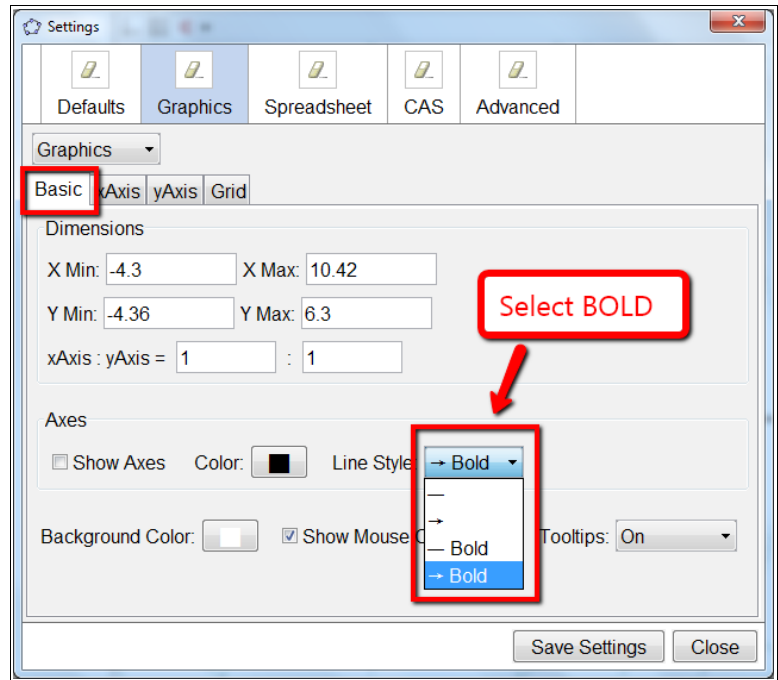 Settings
Defaults Graphics Spreadsheet CAS Advanced
Graphics
Basic xAxis yAxis Grid
Dimensions
X Min: -4.3 X Max: 10.42
Y Min: -4.36 Y Max: 6.3
Select BOLD
xAxis : yAxis = 1 : 1
Axes
Show Axes Color: Line Style: → Bold
—
→
— Bold
→ Bold
Background Color: Show Mouse Tooltips: On
Save Settings Close